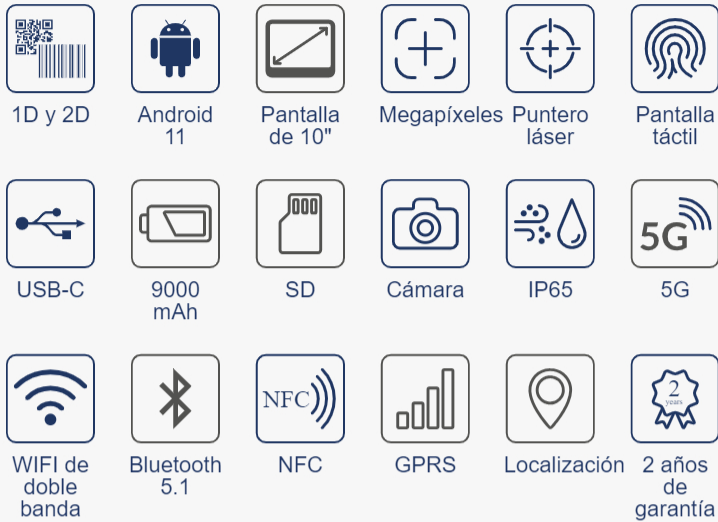 1D y 2D
Android
11
Pantalla
de 10"
Megapíxeles
Puntero
láser
Pantalla
táctil
5G
USB-C
9000
mAh
SD
Cámara
IP65
5G
NFC
2
years
WIFI de
doble
banda
Bluetooth
5.1
NFC
GPRS
Localización
2 años
de
garantía